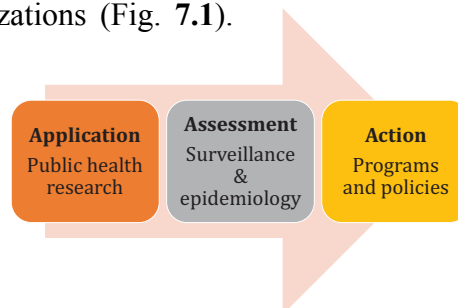 zations (Fig. 7.1).
Application
Public health
research
Assessment
Surveillance
&
epidemiology
Action
Programs
and policies